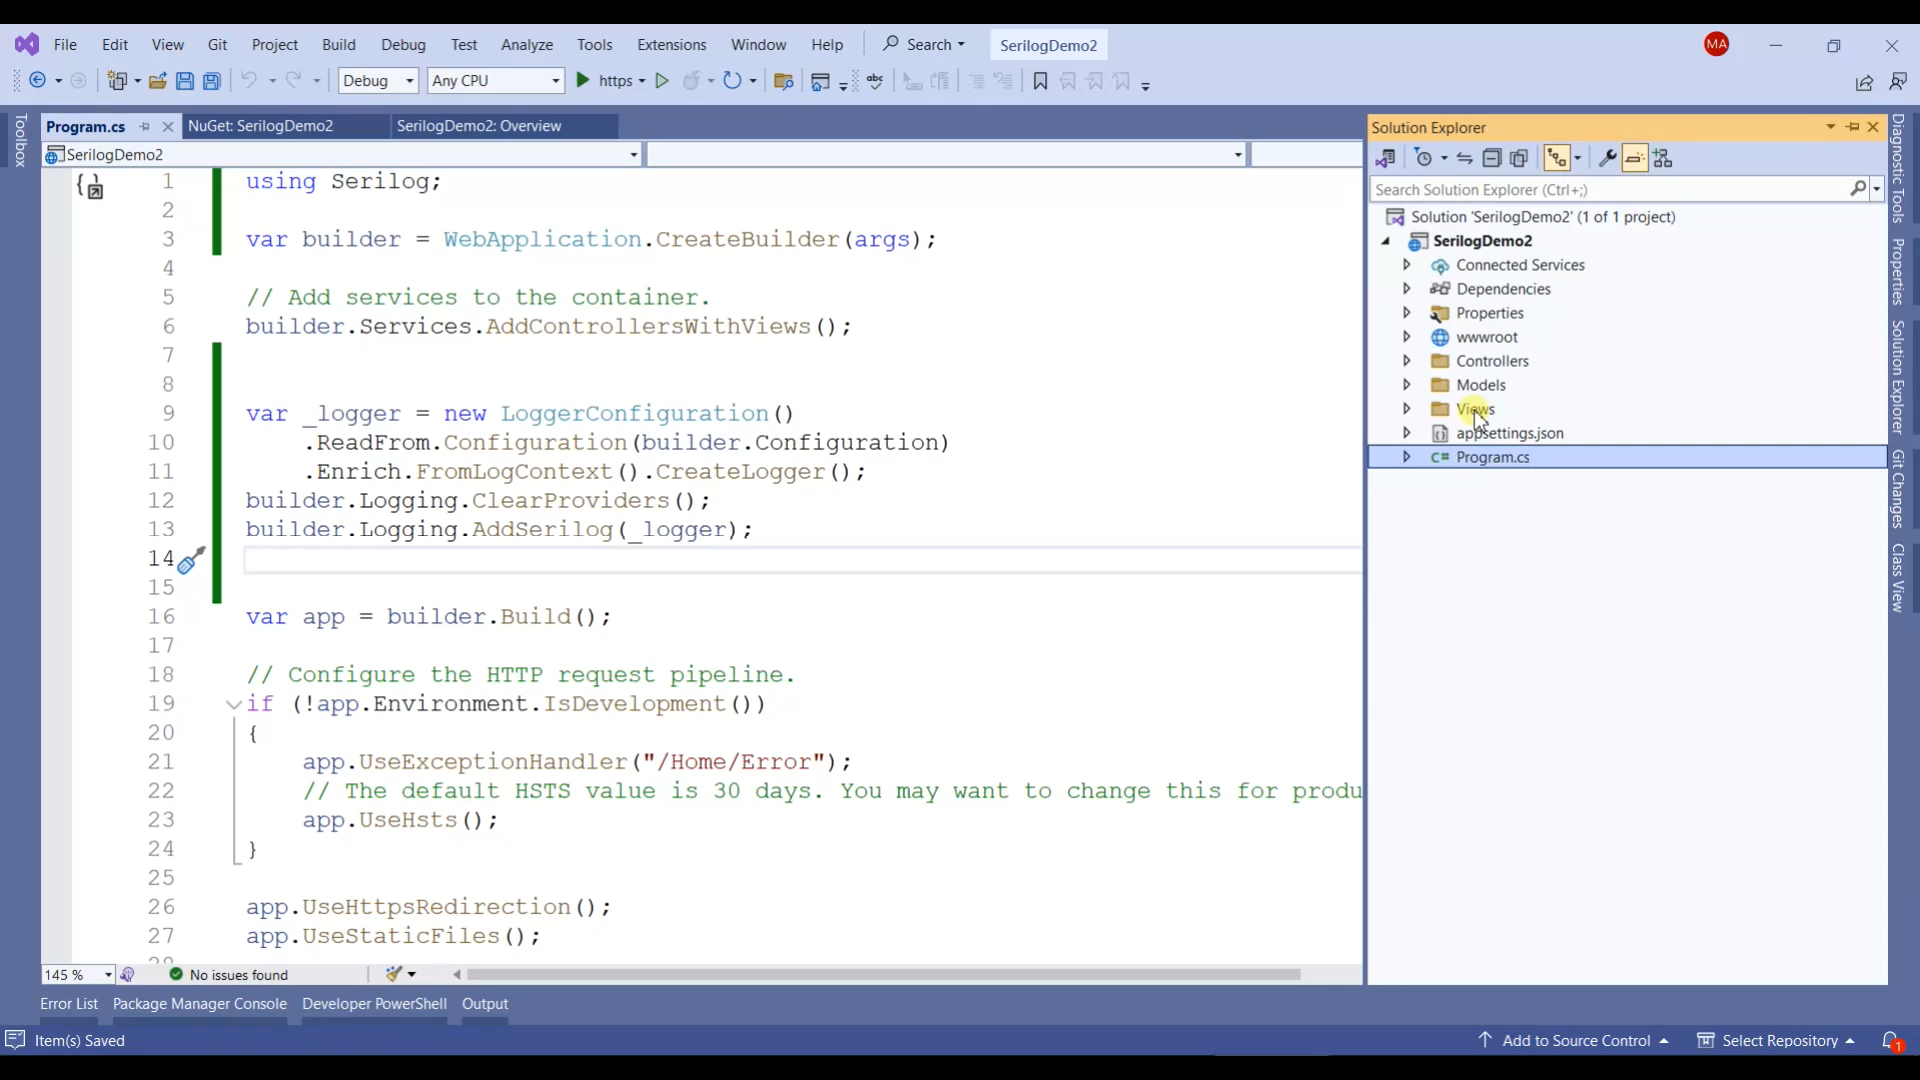 File Edit View Git Project Build Debug Test Analyze Tools Extensions Window Help Search SerilogDemo2 MA
Debug Any CPU https abc
Toolbox
Program.cs NuGet: SerilogDemo2 SerilogDemo2: Overview
SerilogDemo2
1 using Serilog;
2
3 var builder = WebApplication.CreateBuilder(args);
4
5 // Add services to the container.
6 builder.Services.AddControllersWithViews();
7
8
9 var _logger = new LoggerConfiguration()
10 .ReadFrom.Configuration(builder.Configuration)
11 .Enrich.FromLogContext().CreateLogger();
12 builder.Logging.ClearProviders();
13 builder.Logging.AddSerilog(_logger);
14
15
16 var app = builder.Build();
17
18 // Configure the HTTP request pipeline.
19 if (!app.Environment.IsDevelopment())
20 {
21 app.UseExceptionHandler("/Home/Error");
22 // The default HSTS value is 30 days. You may want to change this for produ
23 app.UseHsts();
24 }
25
26 app.UseHttpsRedirection();
27 app.UseStaticFiles();
28
145 % No issues found
Solution Explorer
Search Solution Explorer (Ctrl+;)
Solution 'SerilogDemo2' (1 of 1 project)
SerilogDemo2
Connected Services
Dependencies
Properties
wwwroot
Controllers
Models
Views
appsettings.json
C# Program.cs
Diagnostic Tools
Properties
Solution Explorer
Git Changes
Class View
Error List Package Manager Console Developer PowerShell Output
Item(s) Saved Add to Source Control Select Repository 1